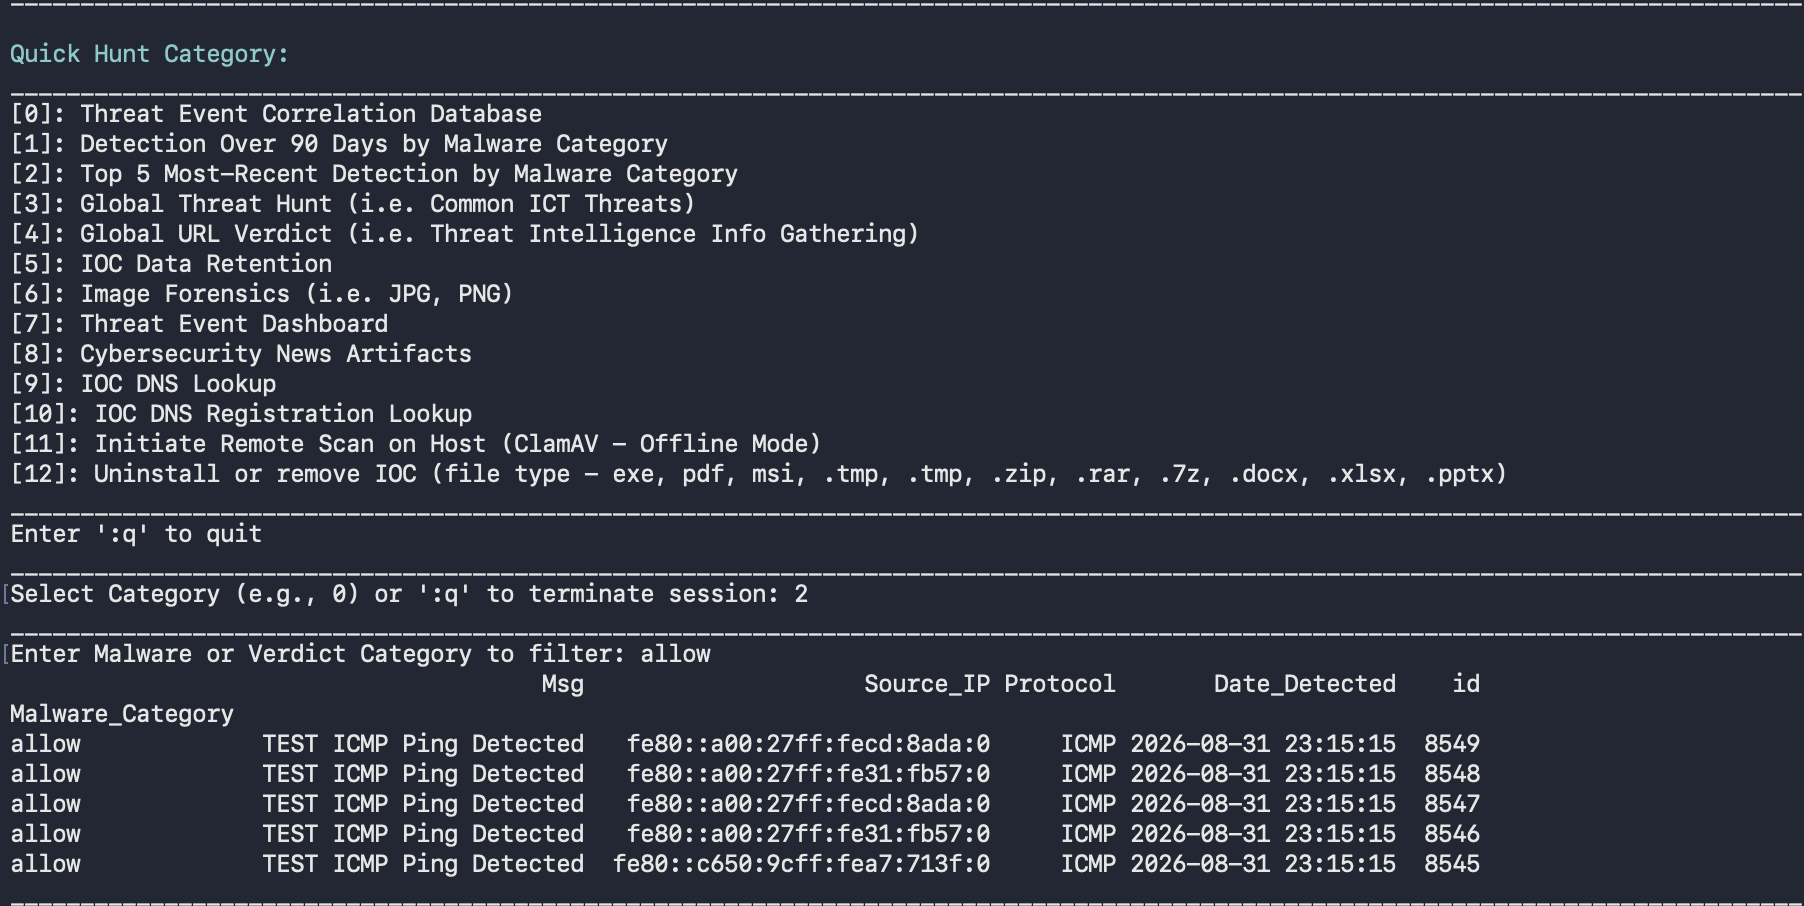 Quick Hunt Category:
[0]: Threat Event Correlation Database
[1]: Detection Over 90 Days by Malware Category
[2]: Top 5 Most-Recent Detection by Malware Category
[3]: Global Threat Hunt (i.e. Common ICT Threats)
[4]: Global URL Verdict (i.e. Threat Intelligence Info Gathering)
[5]: IOC Data Retention
[6]: Image Forensics (i.e. JPG, PNG)
[7]: Threat Event Dashboard
[8]: Cybersecurity News Artifacts
[9]: IOC DNS Lookup
[10]: IOC DNS Registration Lookup
[11]: Initiate Remote Scan on Host (ClamAV - Offline Mode)
[12]: Uninstall or remove IOC (file type - exe, pdf, msi, .tmp, .tmp, .zip, .rar, .7z, .docx, .xlsx, .pptx)
Enter ':q' to quit
Select Category (e.g., 0) or ':q' to terminate session: 2
Enter Malware or Verdict Category to filter: allow
Msg Source_IP Protocol Date_Detected id
Malware_Category
allow TEST ICMP Ping Detected fe80::a00:27ff:fecd:8ada:0 ICMP 2026-08-31 23:15:15 8549
allow TEST ICMP Ping Detected fe80::a00:27ff:fe31:fb57:0 ICMP 2026-08-31 23:15:15 8548
allow TEST ICMP Ping Detected fe80::a00:27ff:fecd:8ada:0 ICMP 2026-08-31 23:15:15 8547
allow TEST ICMP Ping Detected fe80::a00:27ff:fe31:fb57:0 ICMP 2026-08-31 23:15:15 8546
allow TEST ICMP Ping Detected fe80::c650:9cff:fea7:713f:0 ICMP 2026-08-31 23:15:15 8545